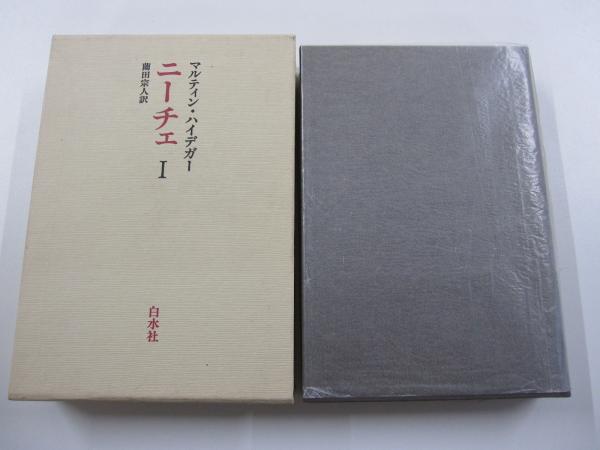 マルティン・ハイデガー
ニーチェ I
薗田宗人訳
白水社